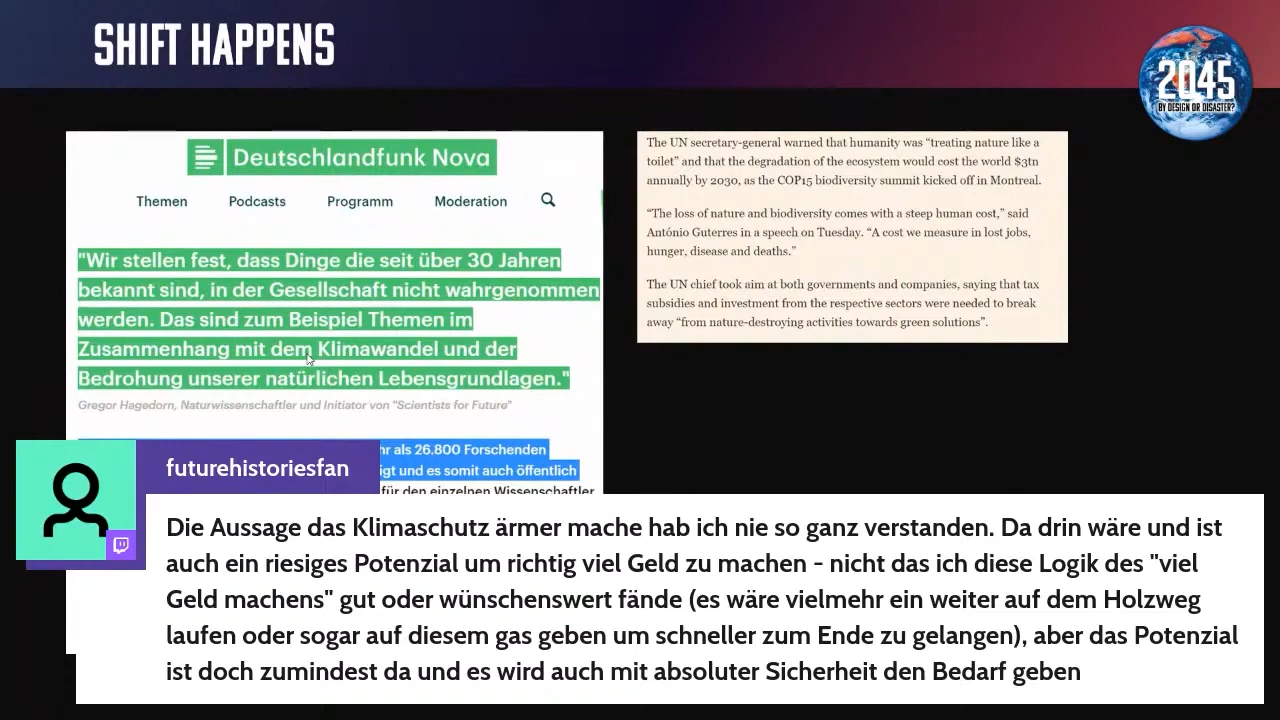 SHIFT HAPPENS
2045
BY DESIGN OR DISASTER?
Deutschlandfunk Nova
Themen Podcasts Programm Moderation
"Wir stellen fest, dass Dinge die seit über 30 Jahren
bekannt sind, in der Gesellschaft nicht wahrgenommen
werden. Das sind zum Beispiel Themen im
Zusammenhang mit dem Klimawandel und der
Bedrohung unserer natürlichen Lebensgrundlagen."
Gregor Hagedorn, Naturwissenschaftler und Initiator von "Scientists for Future"
hr als 26.800 Forschenden
igt und es somit auch öffentlich
für den einzelnen Wissenschaftler
The UN secretary-general warned that humanity was “treating nature like a
toilet” and that the degradation of the ecosystem would cost the world $3tn
annually by 2030, as the COP15 biodiversity summit kicked off in Montreal.
“The loss of nature and biodiversity comes with a steep human cost,” said
António Guterres in a speech on Tuesday. “A cost we measure in lost jobs,
hunger, disease and deaths.”
The UN chief took aim at both governments and companies, saying that tax
subsidies and investment from the respective sectors were needed to break
away “from nature-destroying activities towards green solutions”.
futurehistoriesfan
Die Aussage das Klimaschutz ärmer mache hab ich nie so ganz verstanden. Da drin wäre und ist
auch ein riesiges Potenzial um richtig viel Geld zu machen - nicht das ich diese Logik des "viel
Geld machens" gut oder wünschenswert fände (es wäre vielmehr ein weiter auf dem Holzweg
laufen oder sogar auf diesem gas geben um schneller zum Ende zu gelangen), aber das Potenzial
ist doch zumindest da und es wird auch mit absoluter Sicherheit den Bedarf geben